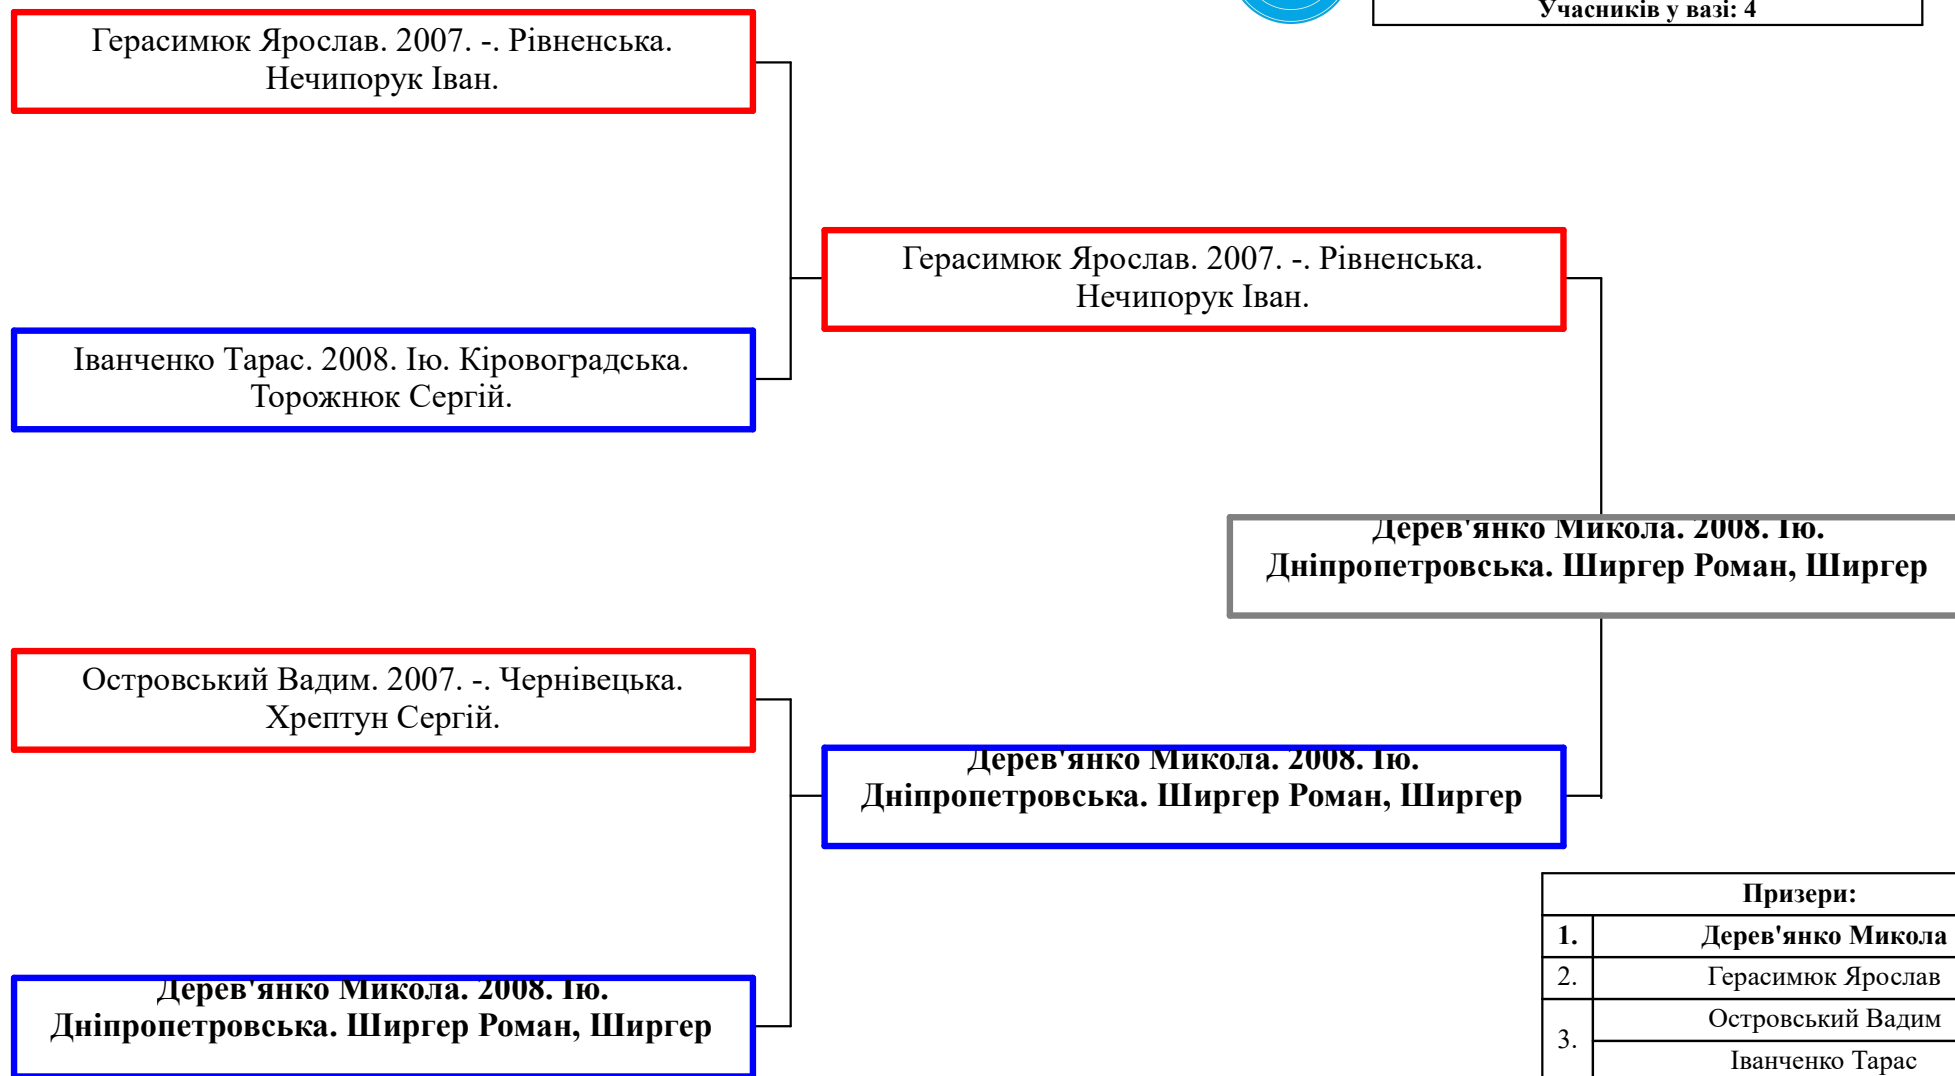 Учасників у вазі: 4
Герасимюк Ярослав. 2007. -. Рівненська.
Нечипорук Іван.
Герасимюк Ярослав. 2007. -. Рівненська.
Нечипорук Іван.
Іванченко Тарас. 2008. Ію. Кіровоградська.
Торожнюк Сергій.
Дерев'янко Микола. 2008. Ію.
Дніпропетровська. Ширгер Роман, Ширгер
Островський Вадим. 2007. -. Чернівецька.
Хрептун Сергій.
Дерев'янко Микола. 2008. Ію.
Дніпропетровська. Ширгер Роман, Ширгер
Дерев'янко Микола. 2008. Ію.
Дніпропетровська. Ширгер Роман, Ширгер
Призери:
1. Дерев'янко Микола
2. Герасимюк Ярослав
3. Островський Вадим
Іванченко Тарас